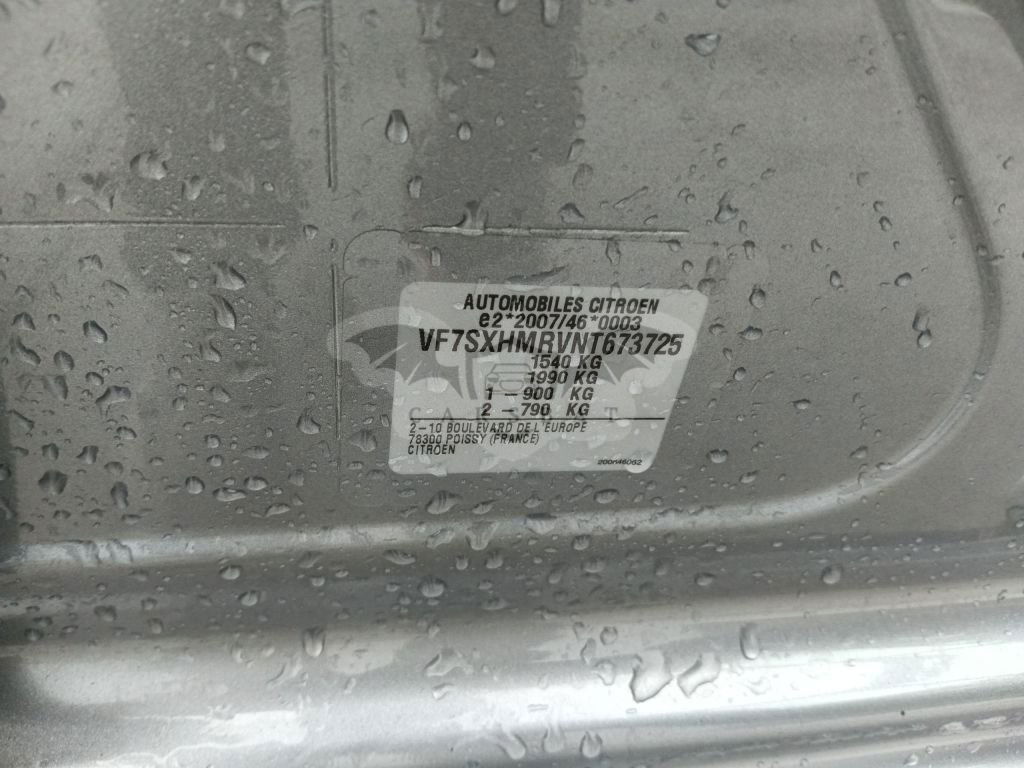 AUTOMOBILES CITROEN
e2*2007/46*0003
VF7SXHMRVNT673725
1540 KG
1990 KG
1 - 900 KG
2 - 790 KG
2-10 BOULEVARD DE L'EUROPE
78300 POISSY (FRANCE)
CITROËN